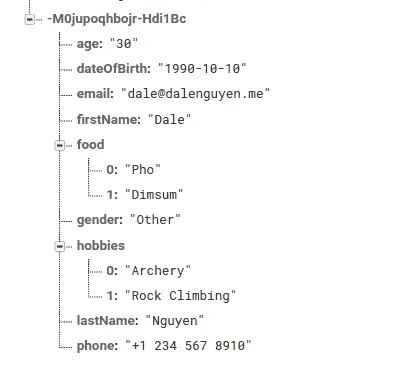 -M0jupoqhbojr-Hdi1Bc
age: "30"
dateOfBirth: "1990-10-10"
email: "dale@dalenguyen.me"
firstName: "Dale"
food
0: "Pho"
1: "Dimsum"
gender: "Other"
hobbies
0: "Archery"
1: "Rock Climbing"
lastName: "Nguyen"
phone: "+1 234 567 8910"